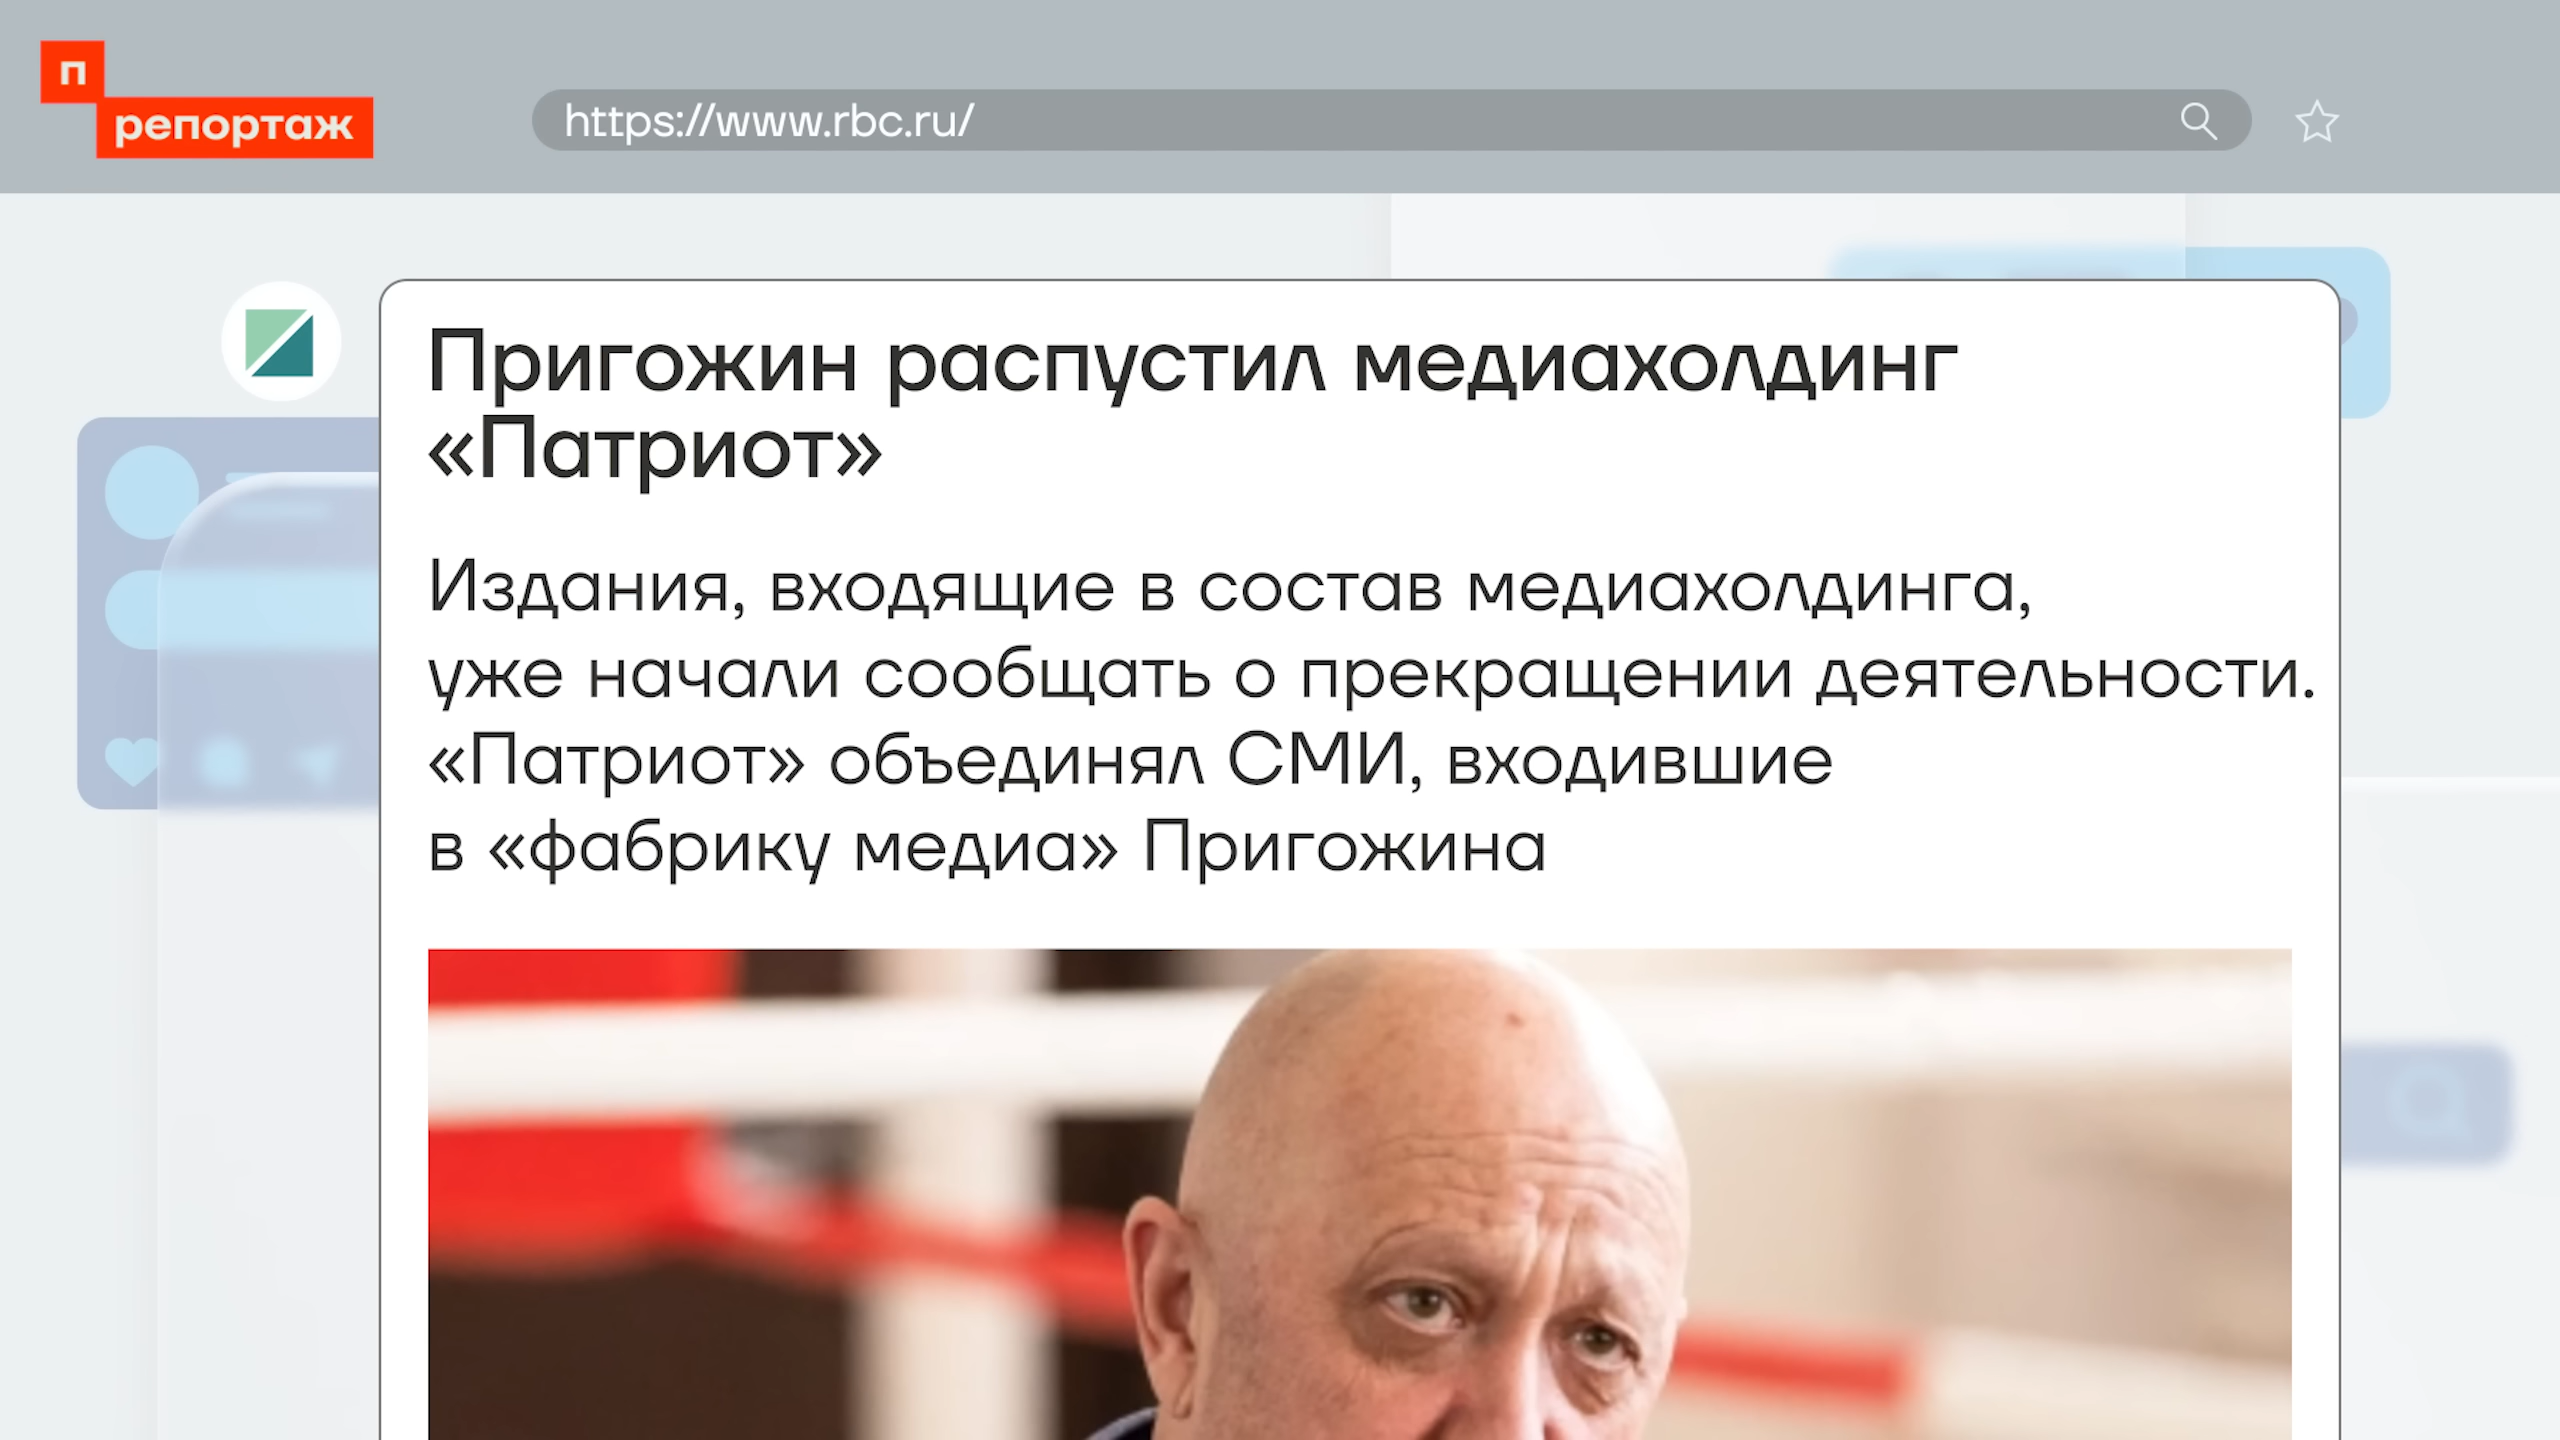 п
репортаж
https://www.rbc.ru/
Пригожин распустил медиахолдинг
«Патриот»
Издания, входящие в состав медиахолдинга,
уже начали сообщать о прекращении деятельности.
«Патриот» объединял СМИ, входившие
в «фабрику медиа» Пригожина